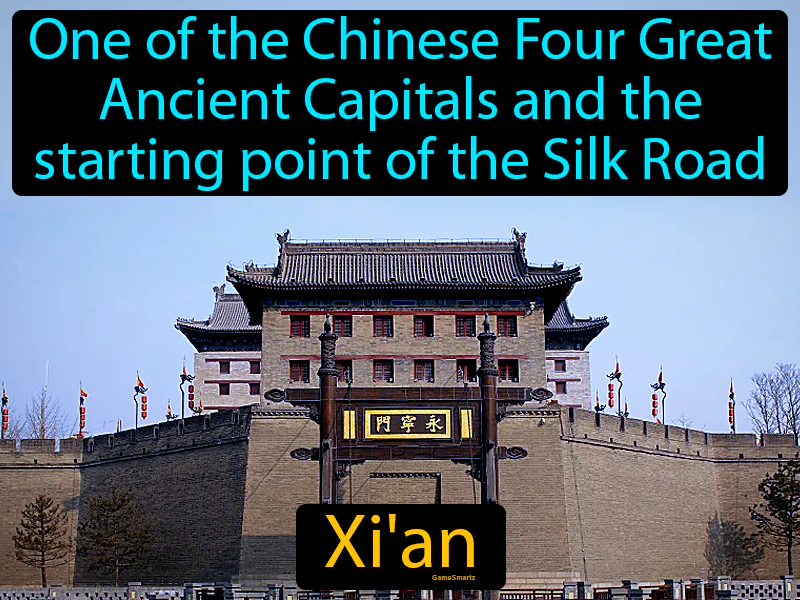 One of the Chinese Four Great
Ancient Capitals and the
starting point of the Silk Road
門寧永
Xi'an
GameSmartz